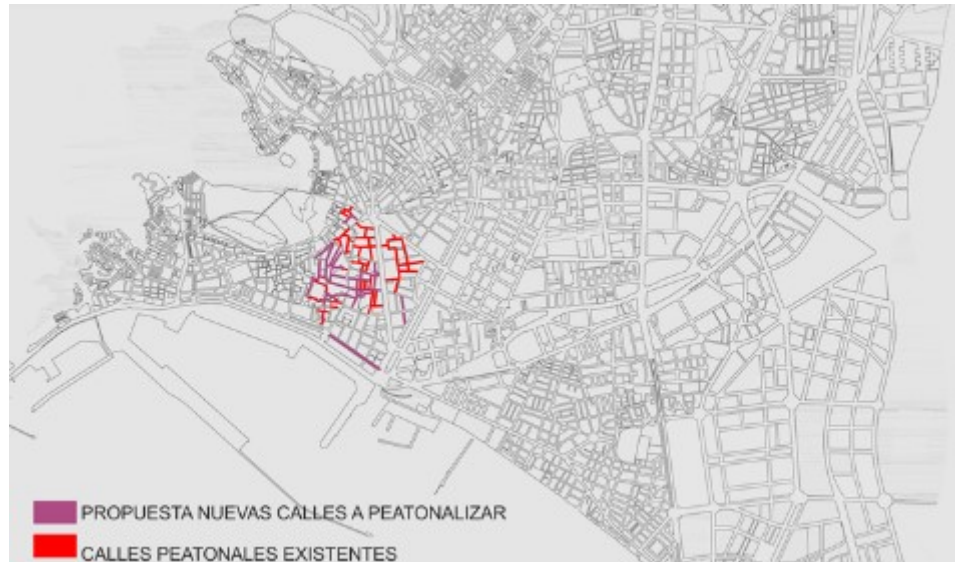 PROPUESTA NUEVAS CALLES A PEATONALIZAR
CALLES PEATONALES EXISTENTES